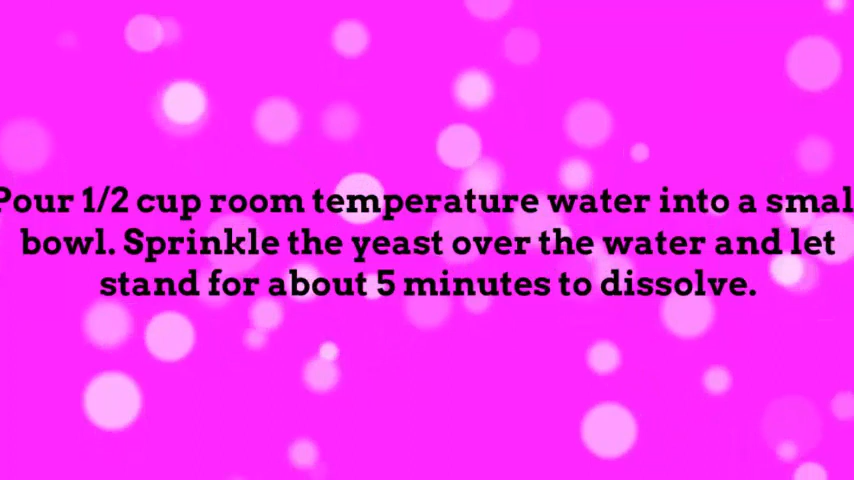 Pour 1/2 cup room temperature water into a small
bowl. Sprinkle the yeast over the water and let
stand for about 5 minutes to dissolve.